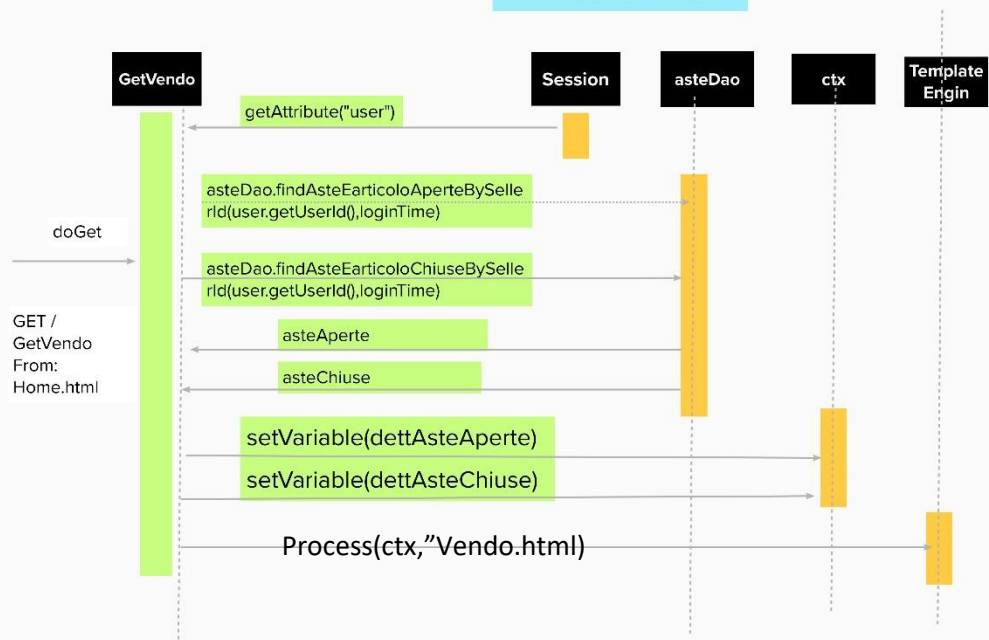 GetVendo
Session
asteDao
ctx
Template
Engin
getAttribute("user")
asteDao.findAsteEarticoloAperteBySelle
rId(user.getUserId(),loginTime)
doGet
asteDao.findAsteEarticoloChiuseBySelle
rId(user.getUserId(),loginTime)
GET /
GetVendo
From:
Home.html
asteAperte
asteChiuse
setVariable(dettAsteAperte)
setVariable(dettAsteChiuse)
Process(ctx,”Vendo.html)